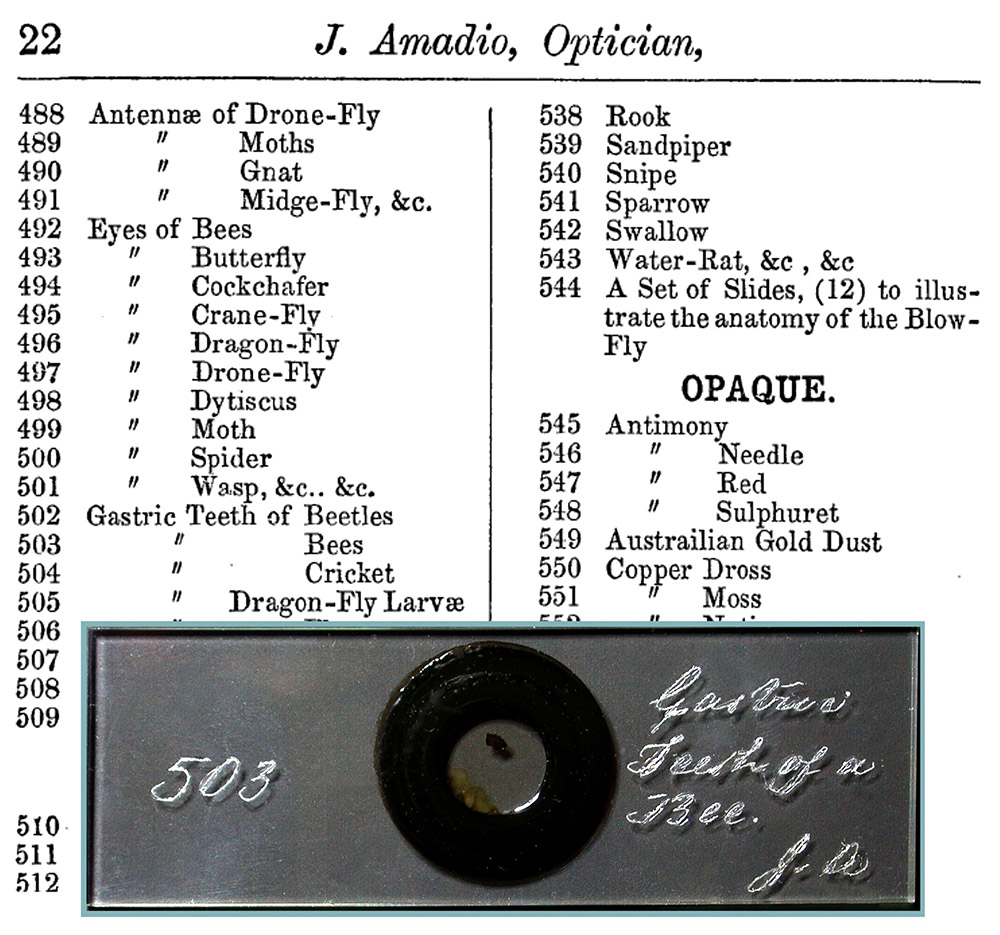 22
J. Amadio, Optician,
488 Antennæ of Drone-Fly
489 " Moths
490 " Gnat
491 " Midge-Fly, &c.
492 Eyes of Bees
493 " Butterfly
494 " Cockchafer
495 " Crane-Fly
496 " Dragon-Fly
497 " Drone-Fly
498 " Dytiscus
499 " Moth
500 " Spider
501 " Wasp, &c.. &c.
502 Gastric Teeth of Beetles
503 " Bees
504 " Cricket
505 " Dragon-Fly Larvæ
506
507
508
509
510
511
512
538 Rook
539 Sandpiper
540 Snipe
541 Sparrow
542 Swallow
543 Water-Rat, &c , &c
544 A Set of Slides, (12) to illus-
trate the anatomy of the Blow-
Fly
OPAQUE.
545 Antimony
546 " Needle
547 " Red
548 " Sulphuret
549 Austrailian Gold Dust
550 Copper Dross
551 " Moss
503
Gastric
Teeth of a
Bee.
J. A